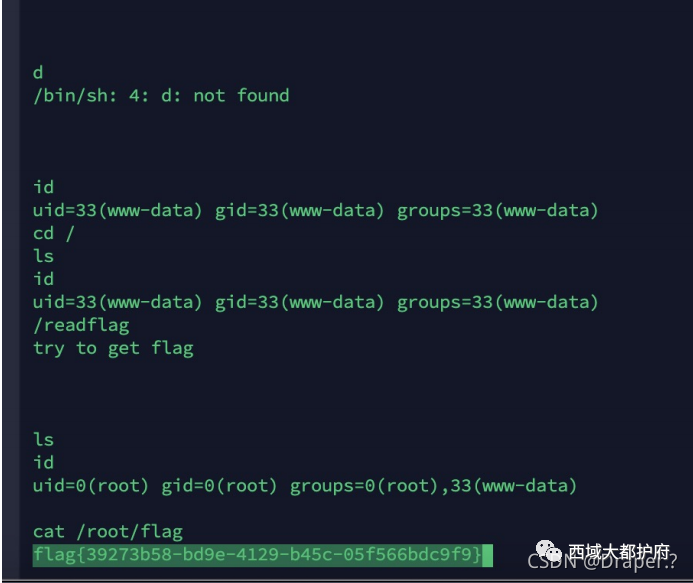 d
/bin/sh: 4: d: not found
id
uid=33(www-data) gid=33(www-data) groups=33(www-data)
cd /
ls
id
uid=33(www-data) gid=33(www-data) groups=33(www-data)
/readflag
try to get flag
ls
id
uid=0(root) gid=0(root) groups=0(root),33(www-data)
cat /root/flag
flag{39273b58-bd9e-4129-b45c-05f566bdc9f9}
西域大都护府
CSDN @Draper.?